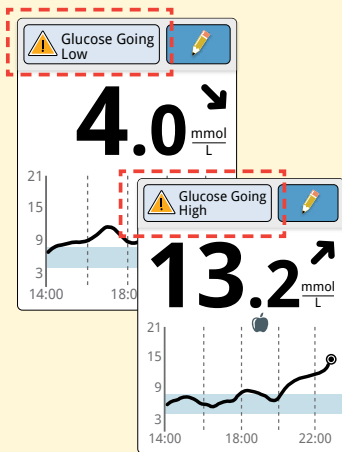 Glucose Going
Low
4.0 mmol
L
21
15
9
3
14:00 18:0
Glucose Going
High
13.2 mmol
L
21
15
9
3
14:00 18:00 22:00